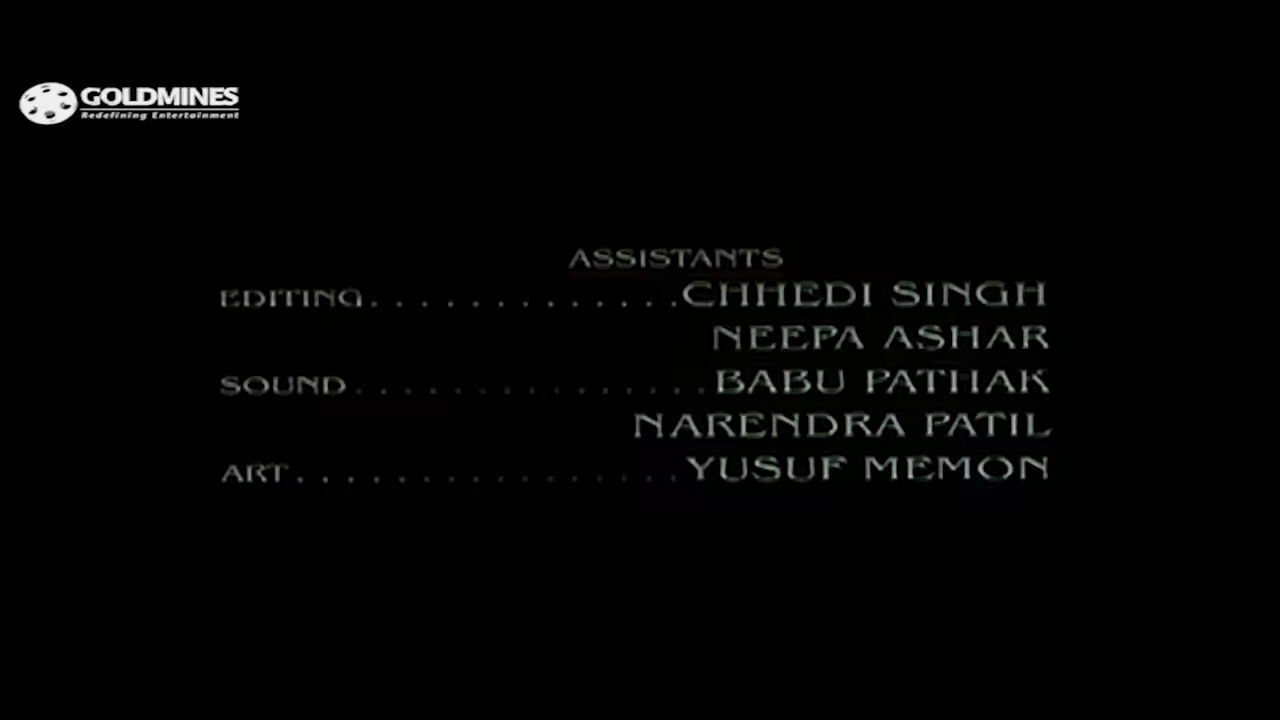 GOLDMINES
Redefining Entertainment
ASSISTANTS
EDITING..............CHHEDI SINGH
NEEPA ASHAR
SOUND...............BABU PATHAK
NARENDRA PATIL
ART................YUSUF MEMON